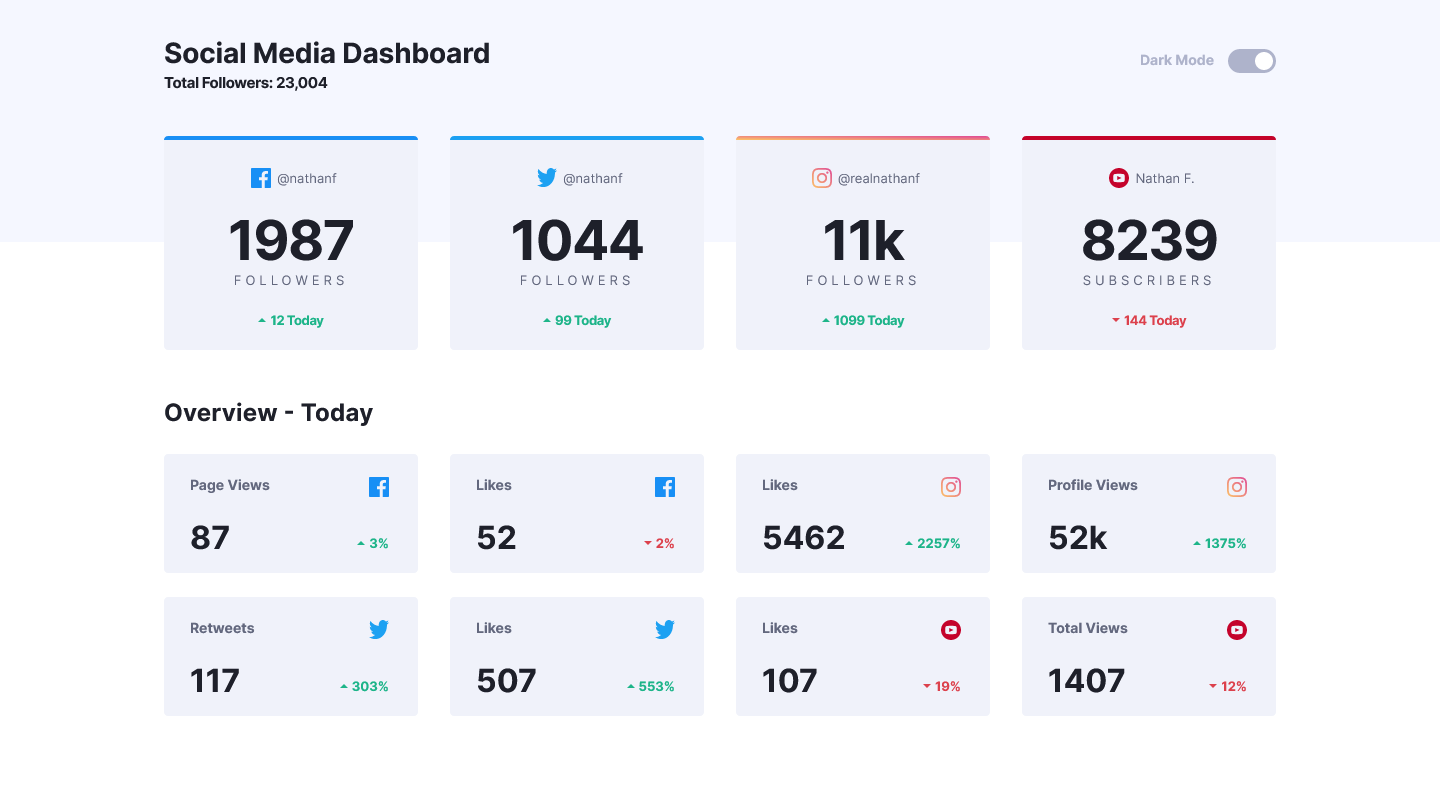 Social Media Dashboard
Total Followers: 23,004
Dark Mode
@nathanf
1987
FOLLOWERS
12 Today
@nathanf
1044
FOLLOWERS
99 Today
@realnathanf
11k
FOLLOWERS
1099 Today
Nathan F.
8239
SUBSCRIBERS
144 Today
Overview - Today
Page Views
87
3%
Likes
52
2%
Likes
5462
2257%
Profile Views
52k
1375%
Retweets
117
303%
Likes
507
553%
Likes
107
19%
Total Views
1407
12%